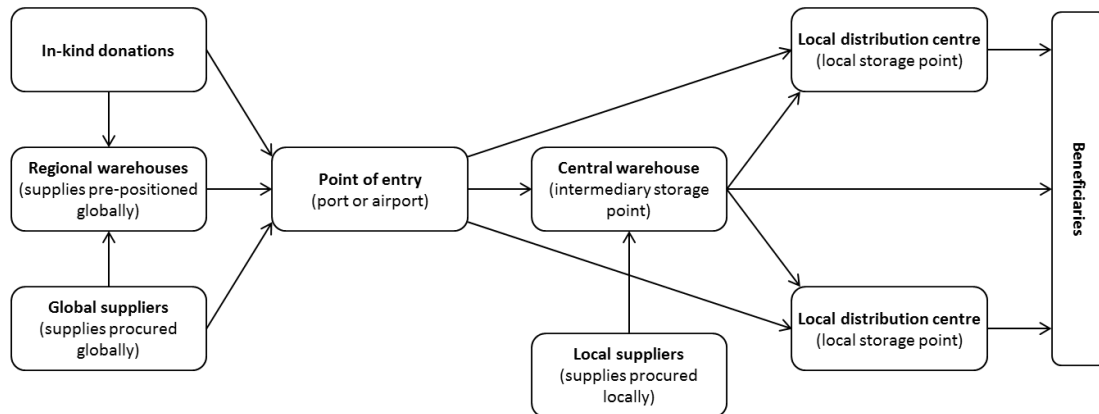 In-kind donations
Regional warehouses
(supplies pre-positioned
globally)
Global suppliers
(supplies procured
globally)
Point of entry
(port or airport)
Central warehouse
(intermediary storage
point)
Local suppliers
(supplies procured
locally)
Local distribution centre
(local storage point)
Local distribution centre
(local storage point)
Beneficiaries